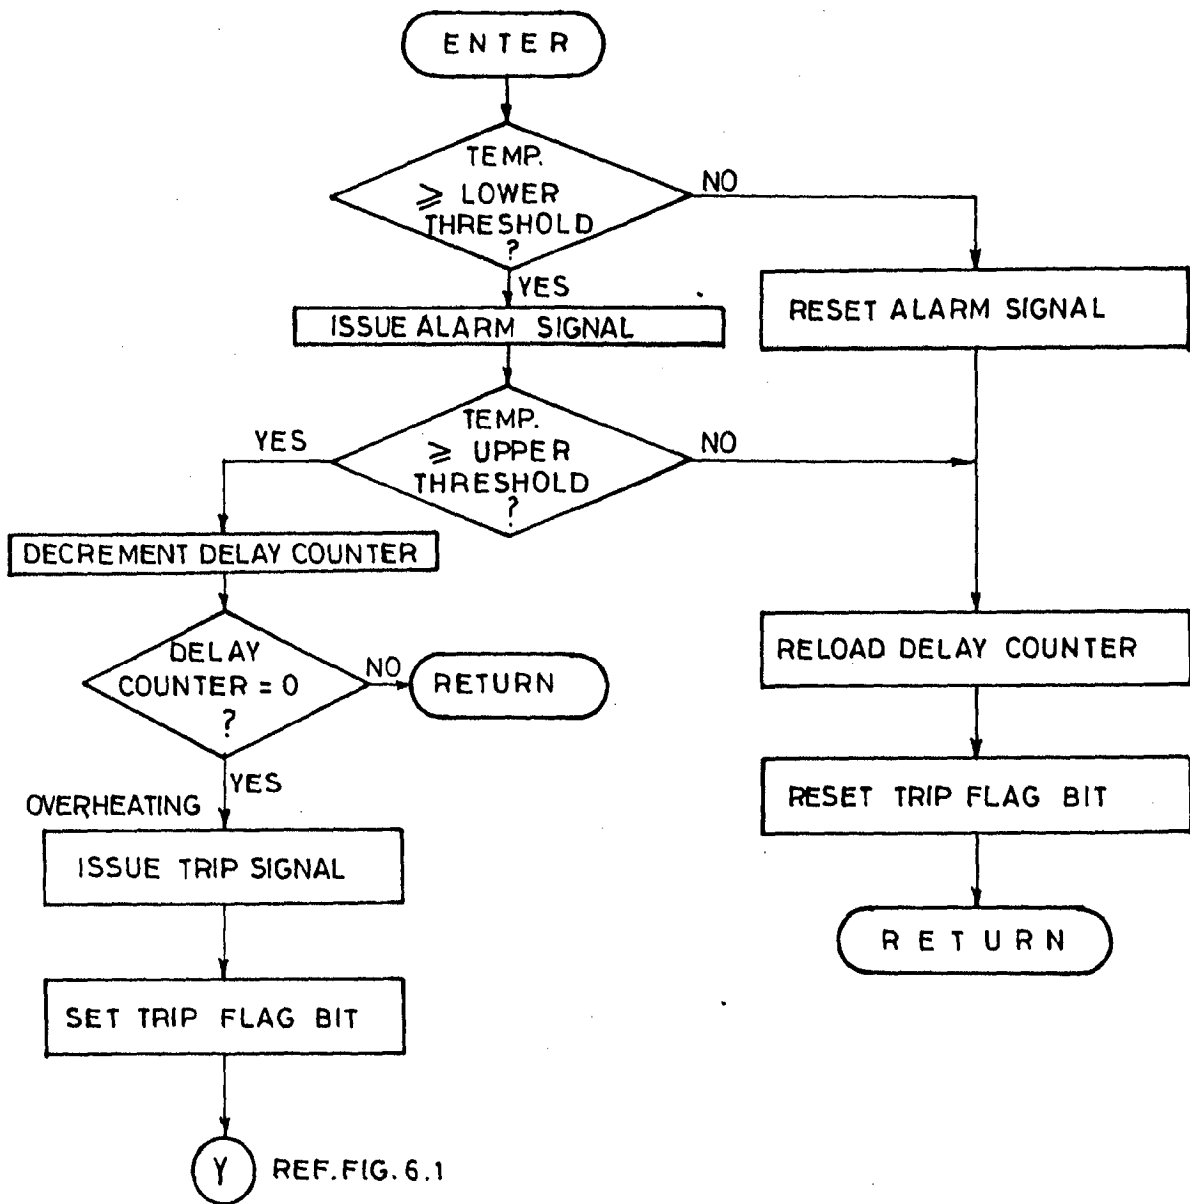 ENTER
TEMP.
⩾ LOWER
THRESHOLD
?
NO
YES
ISSUE ALARM SIGNAL
RESET ALARM SIGNAL
TEMP.
⩾ UPPER
THRESHOLD
?
YES
NO
DECREMENT DELAY COUNTER
DELAY
COUNTER = 0
?
NO
RETURN
RELOAD DELAY COUNTER
YES
OVERHEATING
ISSUE TRIP SIGNAL
RESET TRIP FLAG BIT
RETURN
SET TRIP FLAG BIT
Y
REF.FIG. 6.1